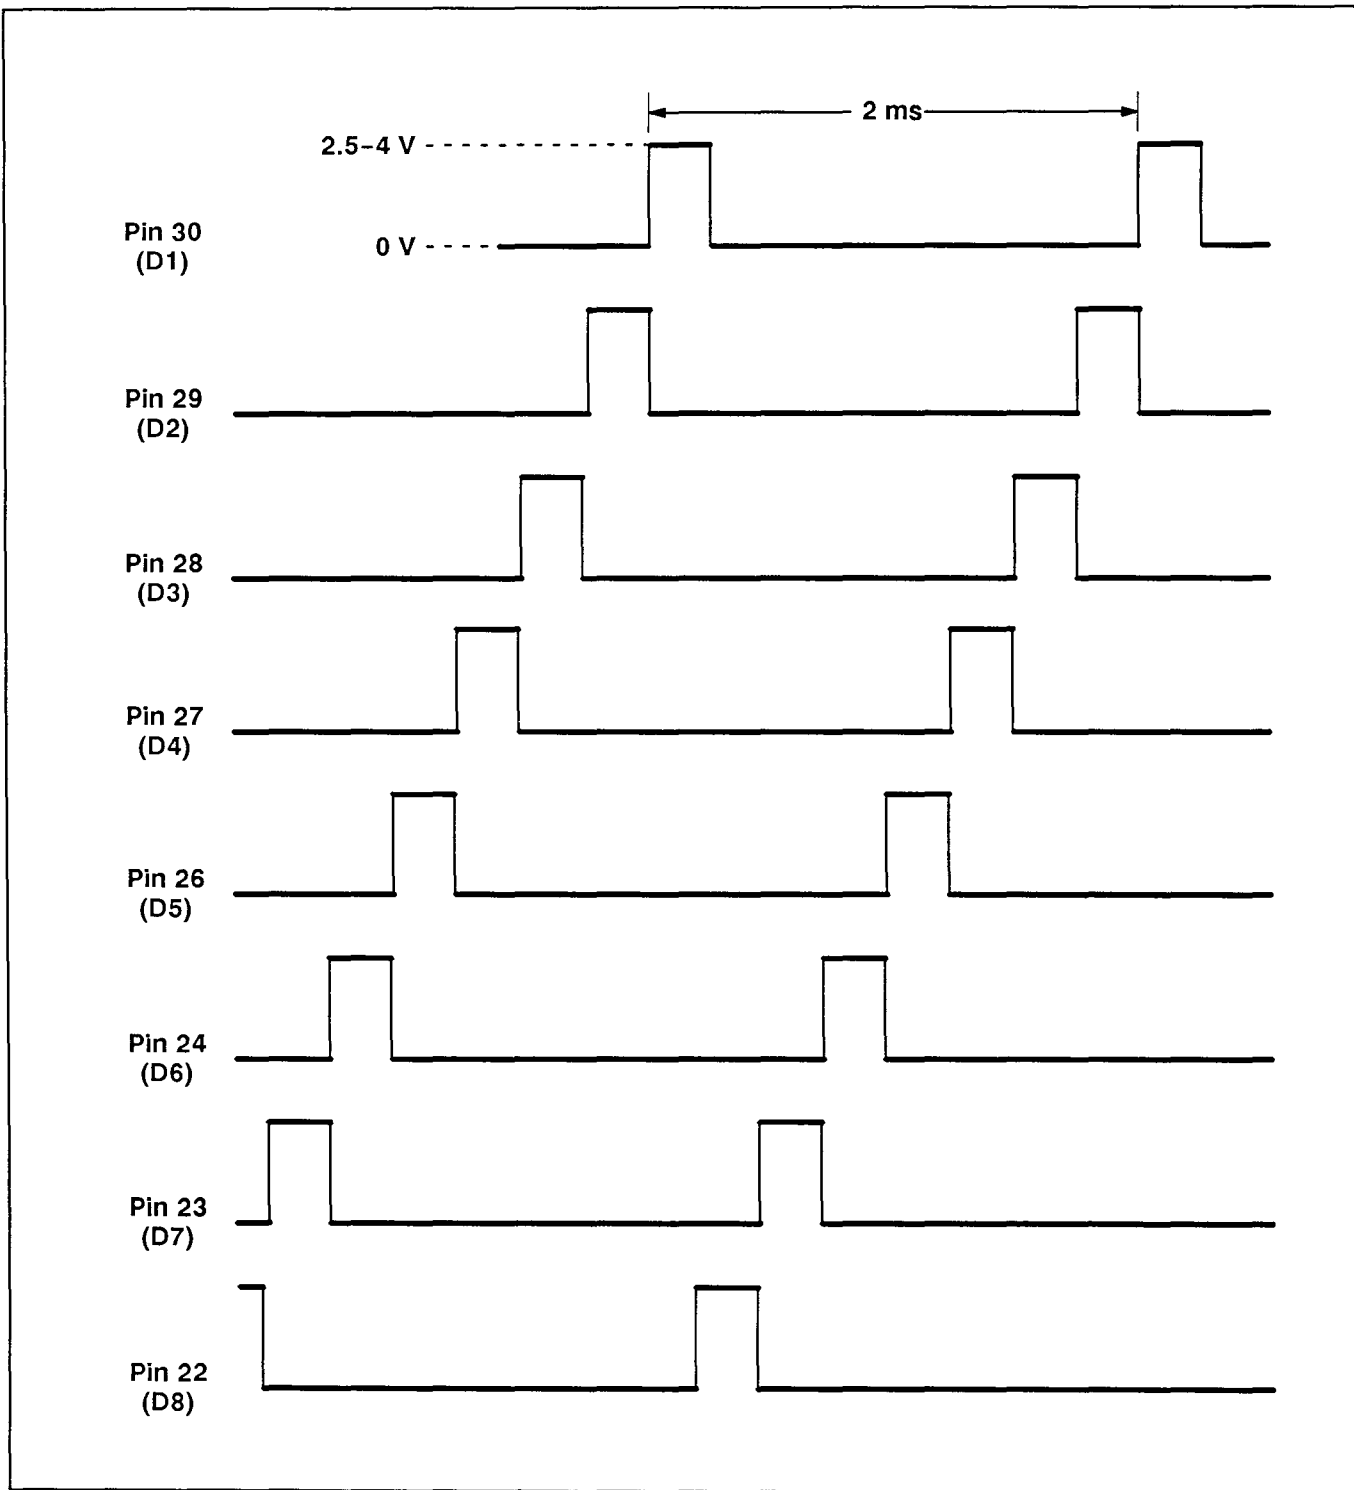 2 ms
2.5–4 V
Pin 30
(D1)
0 V
Pin 29
(D2)
Pin 28
(D3)
Pin 27
(D4)
Pin 26
(D5)
Pin 24
(D6)
Pin 23
(D7)
Pin 22
(D8)